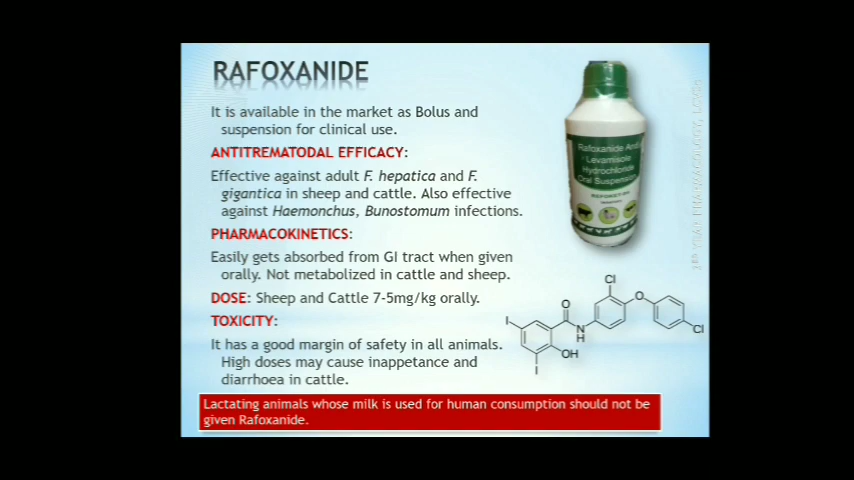 RAFOXANIDE
It is available in the market as Bolus and
suspension for clinical use.
ANTITREMATODAL EFFICACY:
Effective against adult F. hepatica and F.
gigantica in sheep and cattle. Also effective
against Haemonchus, Bunostomum infections.
PHARMACOKINETICS:
Easily gets absorbed from GI tract when given
orally. Not metabolized in cattle and sheep.
DOSE: Sheep and Cattle 7-5mg/kg orally.
TOXICITY:
It has a good margin of safety in all animals.
High doses may cause inappetance and
diarrhoea in cattle.
Lactating animals whose milk is used for human consumption should not be
given Rafoxanide.
Rafoxanide And
Levamisole
Hydrochloride
Oral Suspension
Cl
O
O
I
N
H
Cl
OH
I